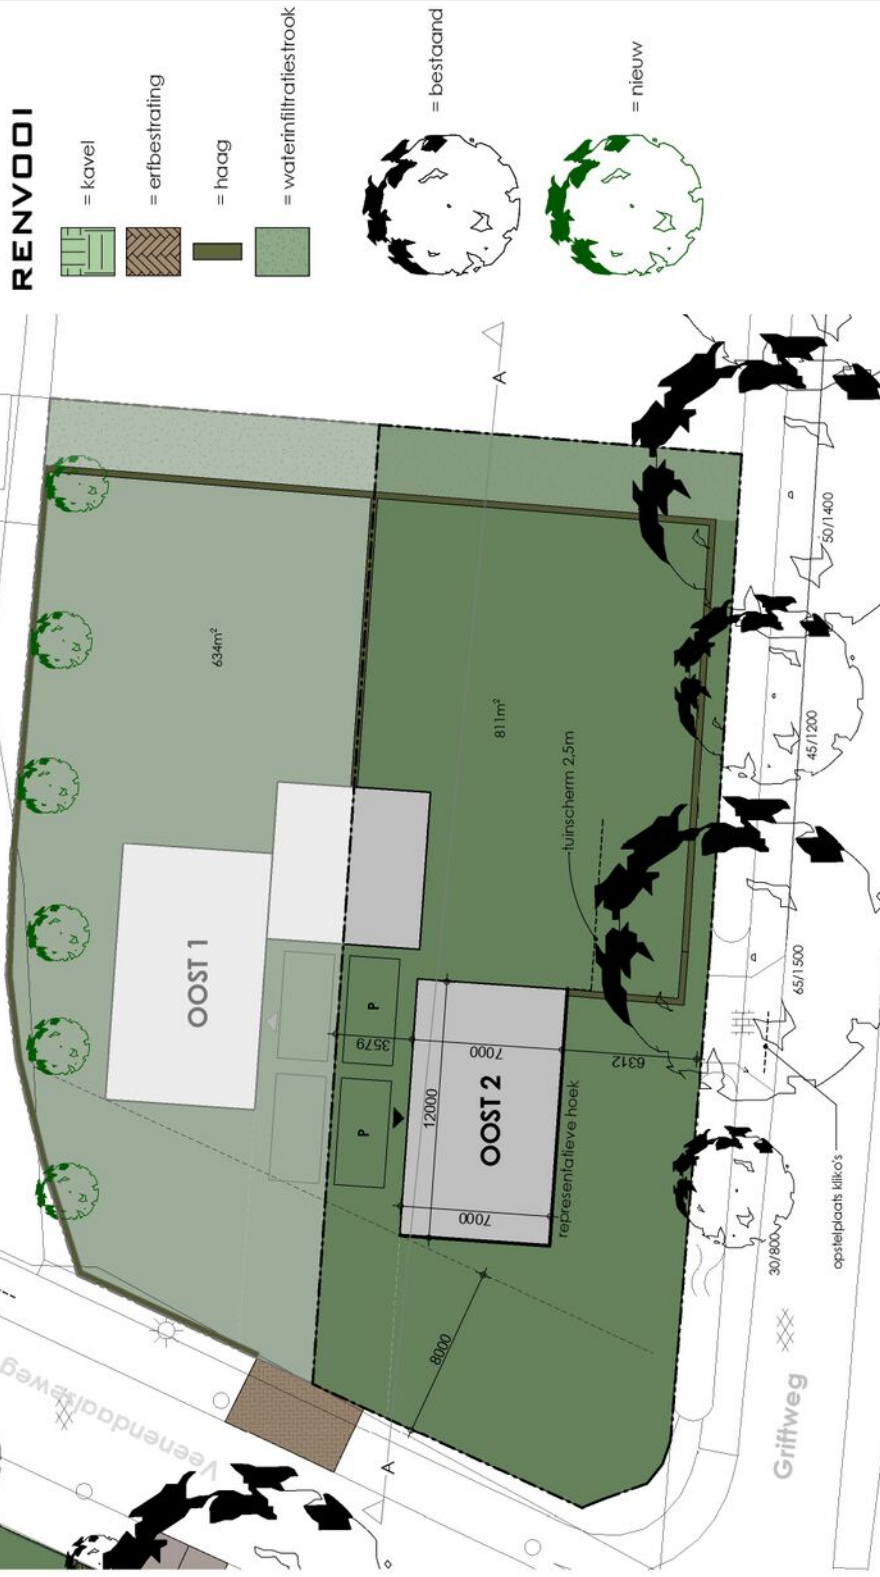 RENVOOI
= kavel
= erfbestrating
= haag
= waterinfiltratiestrook
= bestaand
= nieuw
A
634m²
811m²
tuinscherm 2,5m
50/1400
45/1200
65/1500
30/800
OOST 1
P
P
3579
7000
6312
12000
OOST 2
7000
representatieve hoek
opstelplaats kliko's
8000
A
Veenendaalseweg
Griftweg